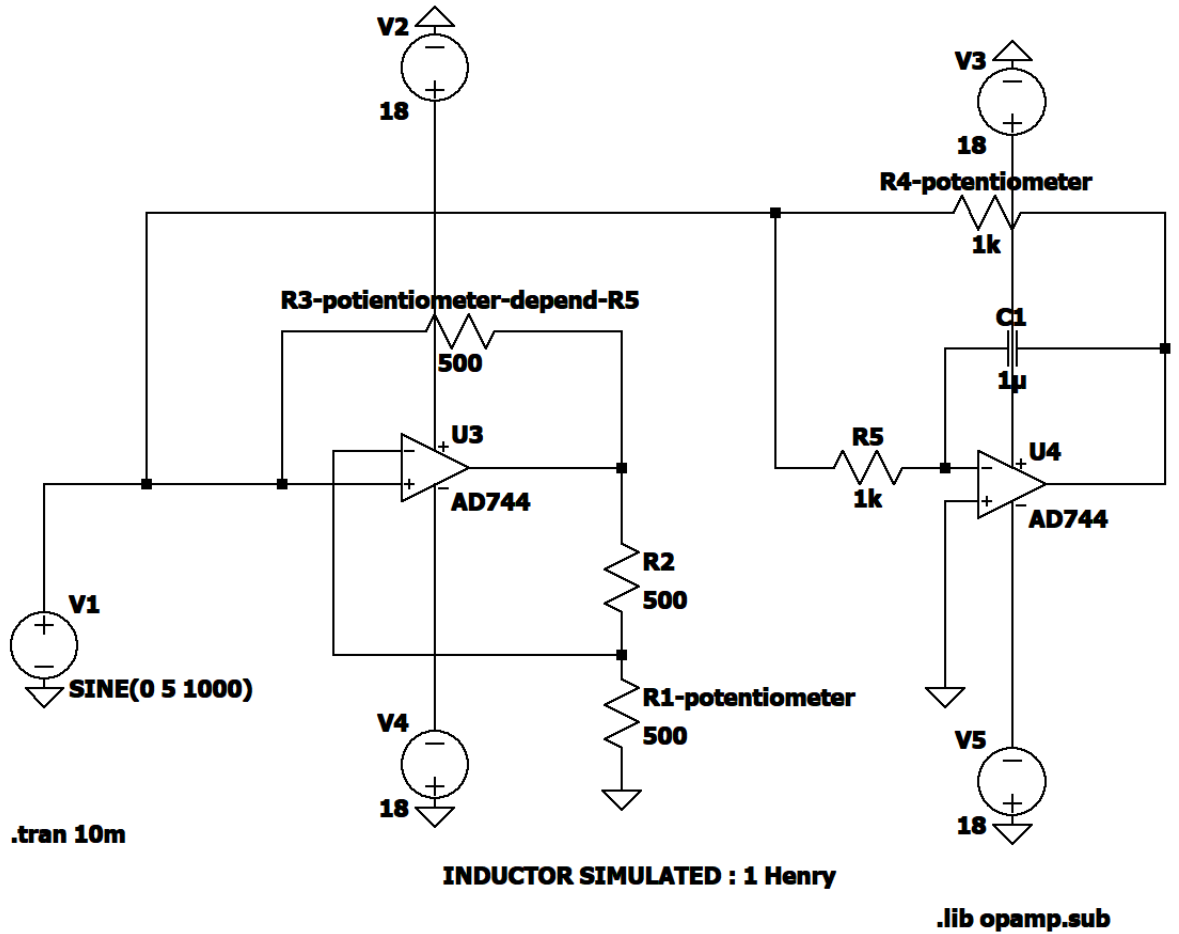 V2
18
V3
18
R4-potentiometer
1k
R3-potientiometer-depend-R5
500
C1
1µ
U3
AD744
R5
1k
U4
AD744
R2
500
V1
SINE(0 5 1000)
R1-potentiometer
500
V4
18
V5
18
.tran 10m
INDUCTOR SIMULATED : 1 Henry
.lib opamp.sub